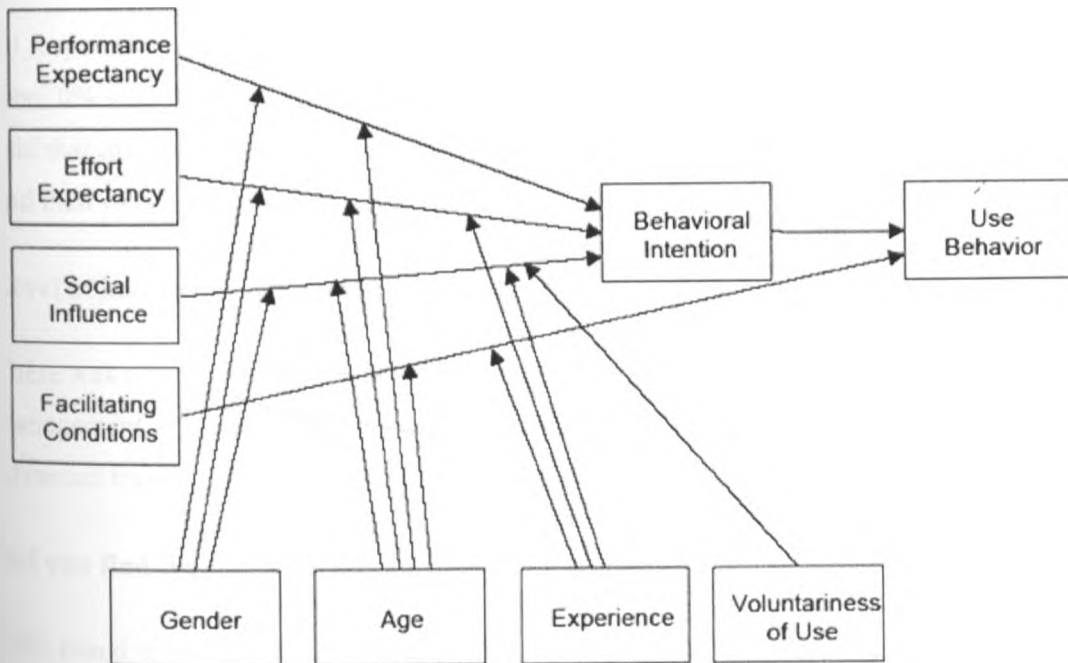 Performance
Expectancy
Effort
Expectancy
Social
Influence
Facilitating
Conditions
Behavioral
Intention
Use
Behavior
Gender
Age
Experience
Voluntariness
of Use